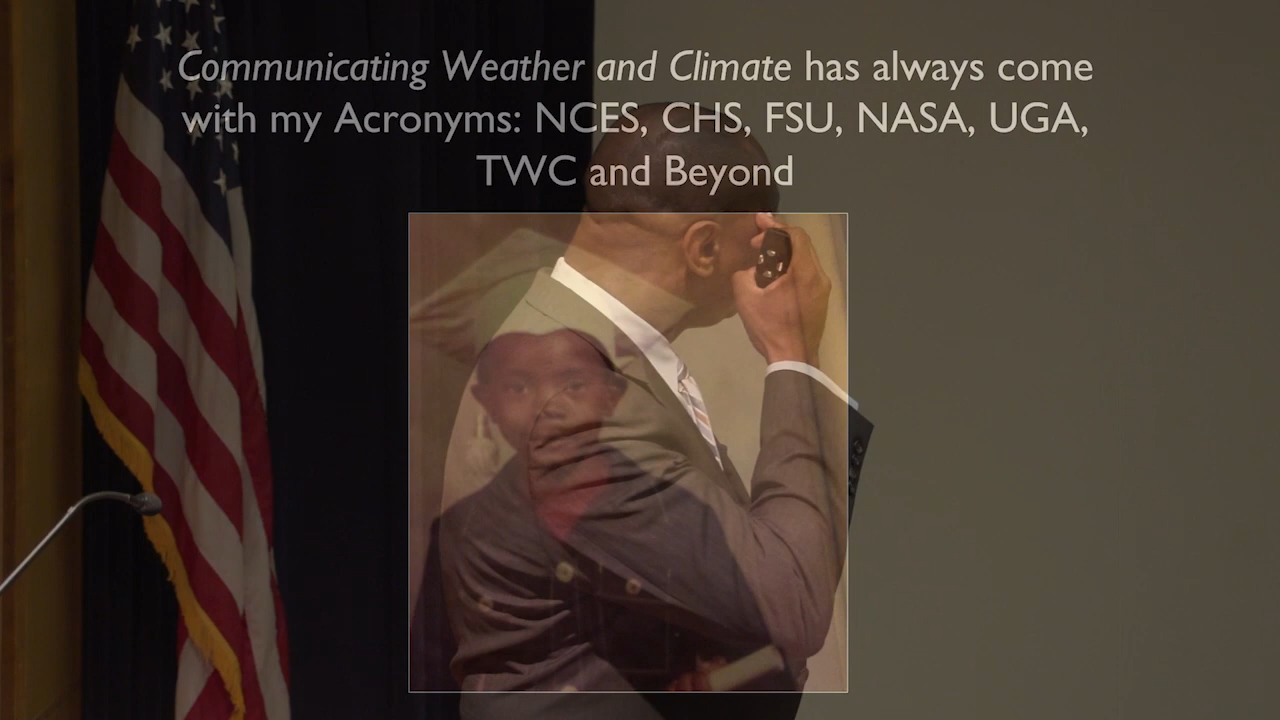 Communicating Weather and Climate has always come
with my Acronyms: NCES, CHS, FSU, NASA, UGA,
TWC and Beyond